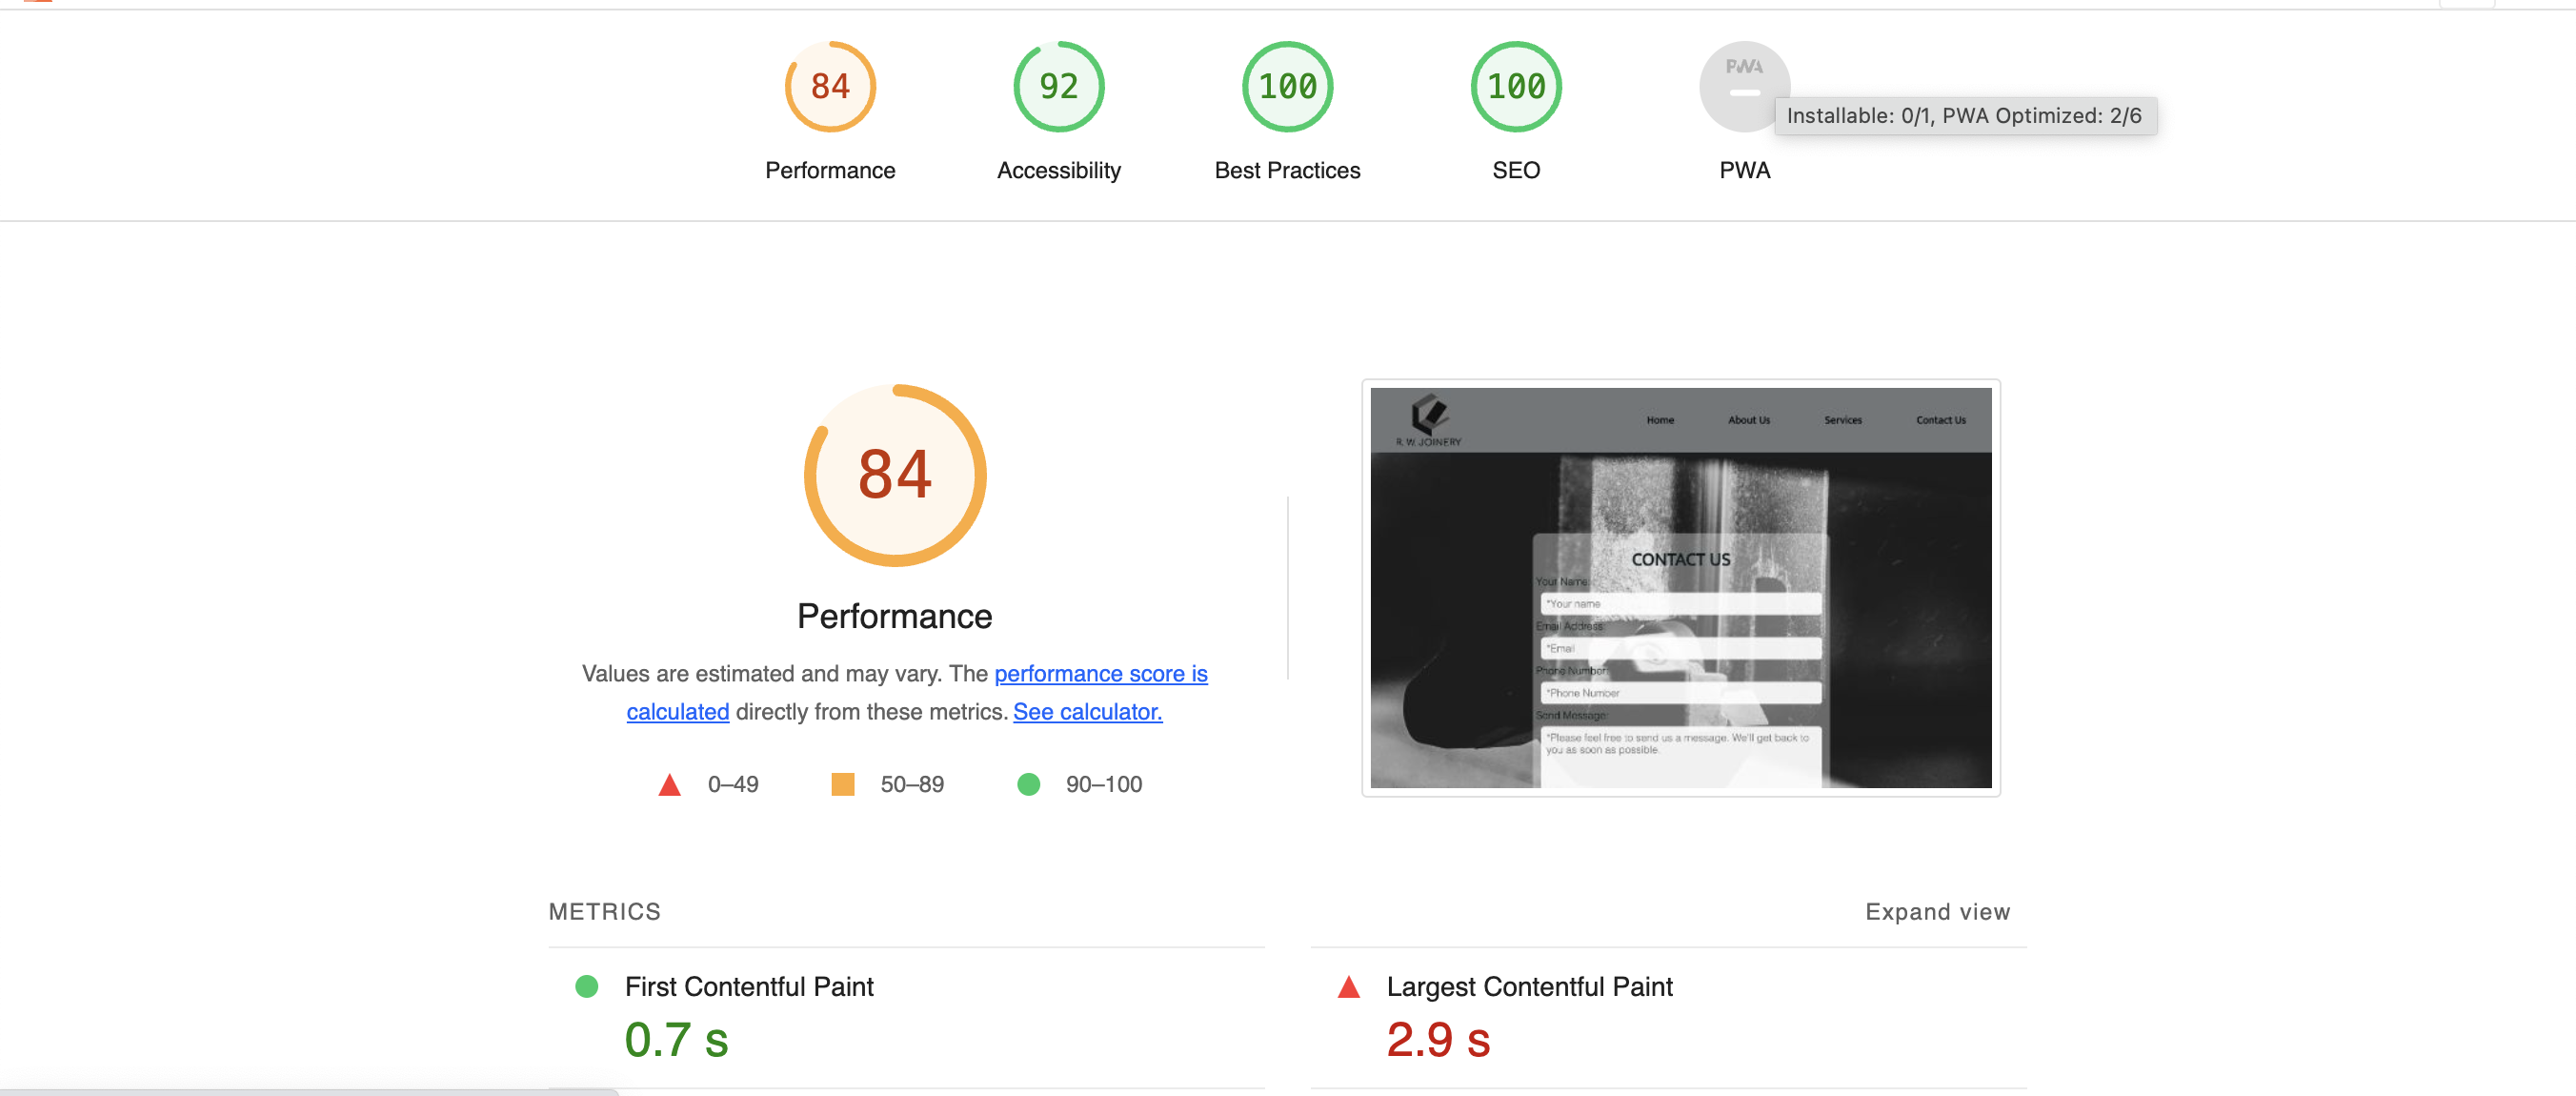 84
92
100
100
PWA
Installable: 0/1, PWA Optimized: 2/6
Performance
Accessibility
Best Practices
SEO
PWA
84
Performance
Values are estimated and may vary. The performance score is
calculated directly from these metrics. See calculator.
0–49
50–89
90–100
R. W. JOINERY
Home
About Us
Services
Contact Us
CONTACT US
Your Name:
*Your name
Email Address:
*Email
Phone Number:
*Phone Number
Send Message:
*Please feel free to send us a message. We'll get back to
you as soon as possible.
METRICS
Expand view
First Contentful Paint
0.7 s
Largest Contentful Paint
2.9 s